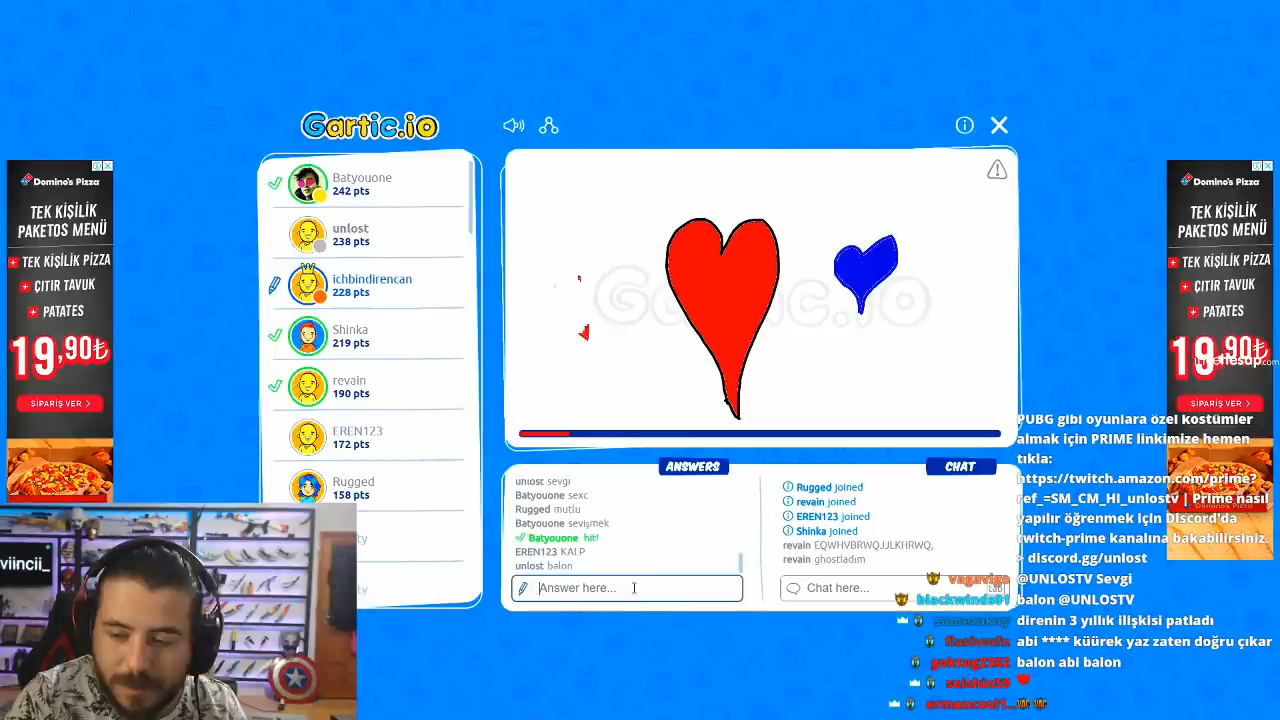 Gartic.io
Batyouone
242 pts
unlost
238 pts
ichbindirencan
228 pts
Shinka
219 pts
revain
190 pts
EREN123
172 pts
Rugged
158 pts
Gartic.io
ANSWERS
unlost sevgi
Batyouone sexc
Rugged mutlu
Batyouone sevişmek
Batyouone hit!
EREN123 KALP
unlost balon
Answer here...
CHAT
Rugged joined
revain joined
EREN123 joined
Shinka joined
revain EQWHVBRWQJJLKHRWQ,
revain ghostladım
Chat here...
Domino's Pizza
TEK KİŞİLİK
PAKETOS MENÜ
TEK KİŞİLİK PİZZA
ÇITIR TAVUK
PATATES
19,90₺
SİPARİŞ VER >
Domino's Pizza
TEK KİŞİLİK
PAKETOS MENÜ
TEK KİŞİLİK PİZZA
ÇITIR TAVUK
PATATES
19,90₺
SİPARİŞ VER >
PUBG gibi oyunlara özel kostümler
almak için PRIME linkimize hemen
tıkla:
https://twitch.amazon.com/prime?
ref_=SM_CM_HI_unlostv | Prime nasıl
yapılır öğrenmek için Discord'da
twitch-prime kanalına bakabilirsiniz.
> discord.gg/unlost
vagavigo @UNLOSTV Sevgi
blackwinds01 balon @UNLOSTV
direnin 3 yıllık ilişkisi patladı
abi **** küürek yaz zaten doğru çıkar
goktug2382 balon abi balon
viincii_